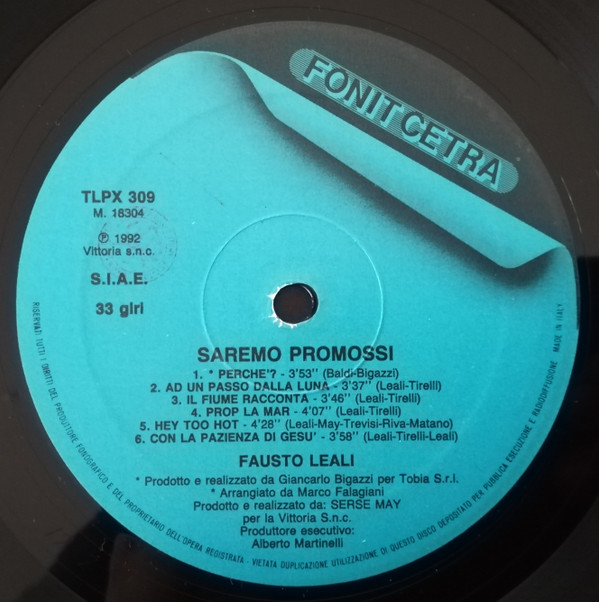 FONIT CETRA
TLPX 309
M. 18304
℗ 1992
Vittoria s.n.c.
S.I.A.E.
33 giri
SAREMO PROMOSSI
1. * PERCHE'? - 3'53'' (Baldi-Bigazzi)
2. AD UN PASSO DALLA LUNA - 3'37'' (Leali-Tirelli)
3. IL FIUME RACCONTA - 3'46'' (Leali-Tirelli)
4. PROP LA MAR - 4'07'' (Leali-Tirelli)
5. HEY TOO HOT - 4'28'' (Leali-May-Trevisi-Riva-Matano)
6. CON LA PAZIENZA DI GESU' - 3'58'' (Leali-Tirelli-Leali)
FAUSTO LEALI
* Prodotto e realizzato da Giancarlo Bigazzi per Tobia S.r.l.
* Arrangiato da Marco Falagiani
Prodotto e realizzato da: SERSE MAY
per la Vittoria S.n.c.
Produttore esecutivo:
Alberto Martinelli
RISERVATI TUTTI I DIRITTI DEL PRODUTTORE FONOGRAFICO E DEL PROPRIETARIO DELL'OPERA REGISTRATA - VIETATA DUPLICAZIONE UTILIZZAZIONE DI QUESTO DISCO DEPOSITATO PER PUBBLICA ESECUZIONE E RADIODIFFUSIONE MADE IN ITALY